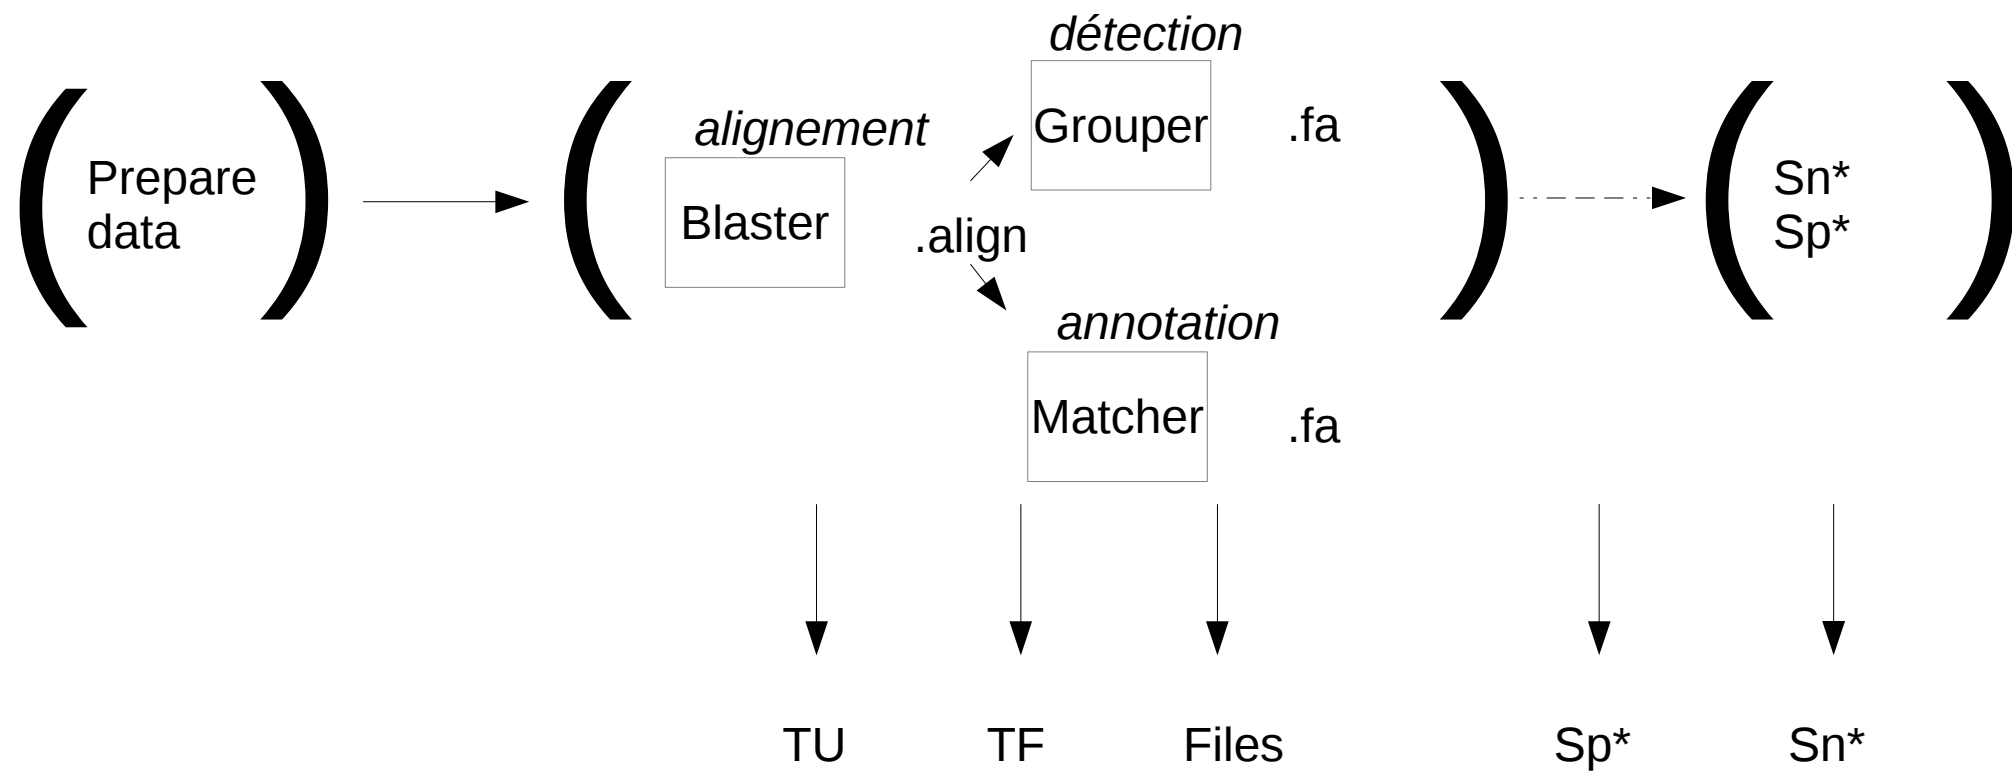 détection
alignement
Grouper
.fa
Prepare
data
Blaster
.align
Sn*
Sp*
annotation
Matcher
.fa
TU
TF
Files
Sp*
Sn*